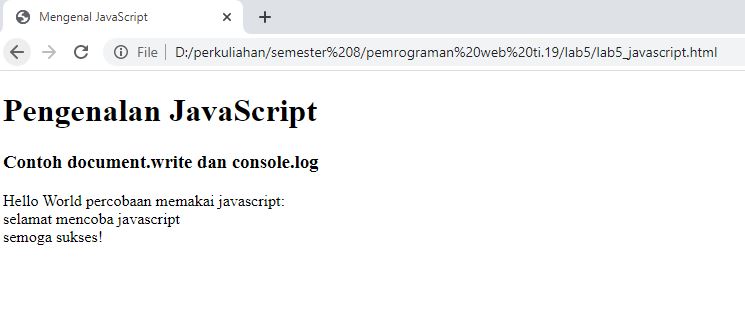 Mengenal JavaScript
File | D:/perkuliahan/semester%208/pemrograman%20web%20ti.19/lab5/lab5_javascript.html
Pengenalan JavaScript
Contoh document.write dan console.log
Hello World percobaan memakai javascript:
selamat mencoba javascript
semoga sukses!